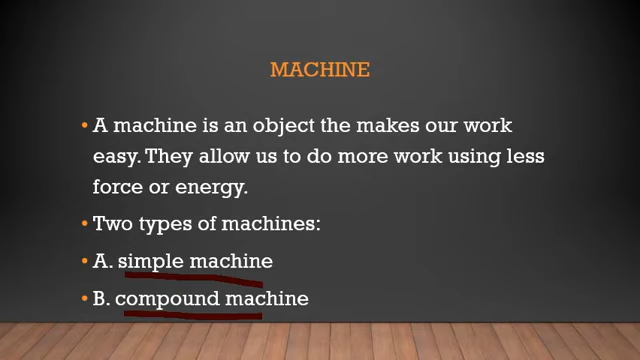 MACHINE
• A machine is an object the makes our work
easy. They allow us to do more work using less
force or energy.
• Two types of machines:
• A. simple machine
• B. compound machine